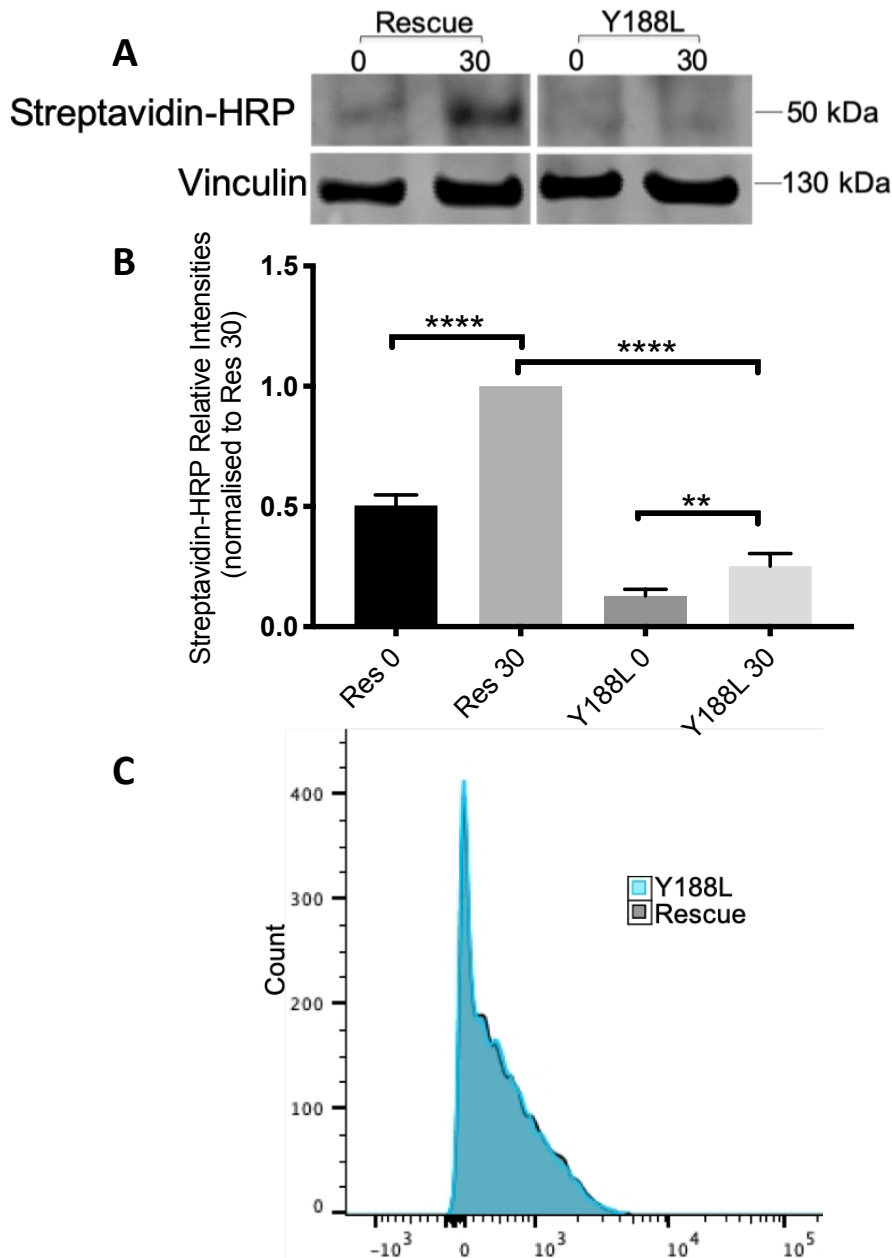 A
Rescue Y188L
0 30 0 30
Streptavidin-HRP 50 kDa
Vinculin 130 kDa
B
Streptavidin-HRP Relative Intensities
(normalised to Res 30)
1.5
1.0
0.5
0.0
****
****
**
Res 0 Res 30 Y188L 0 Y188L 30
C
Count
400
300
200
100
0
Y188L
Rescue
-10³ 0 10³ 10⁴ 10⁵